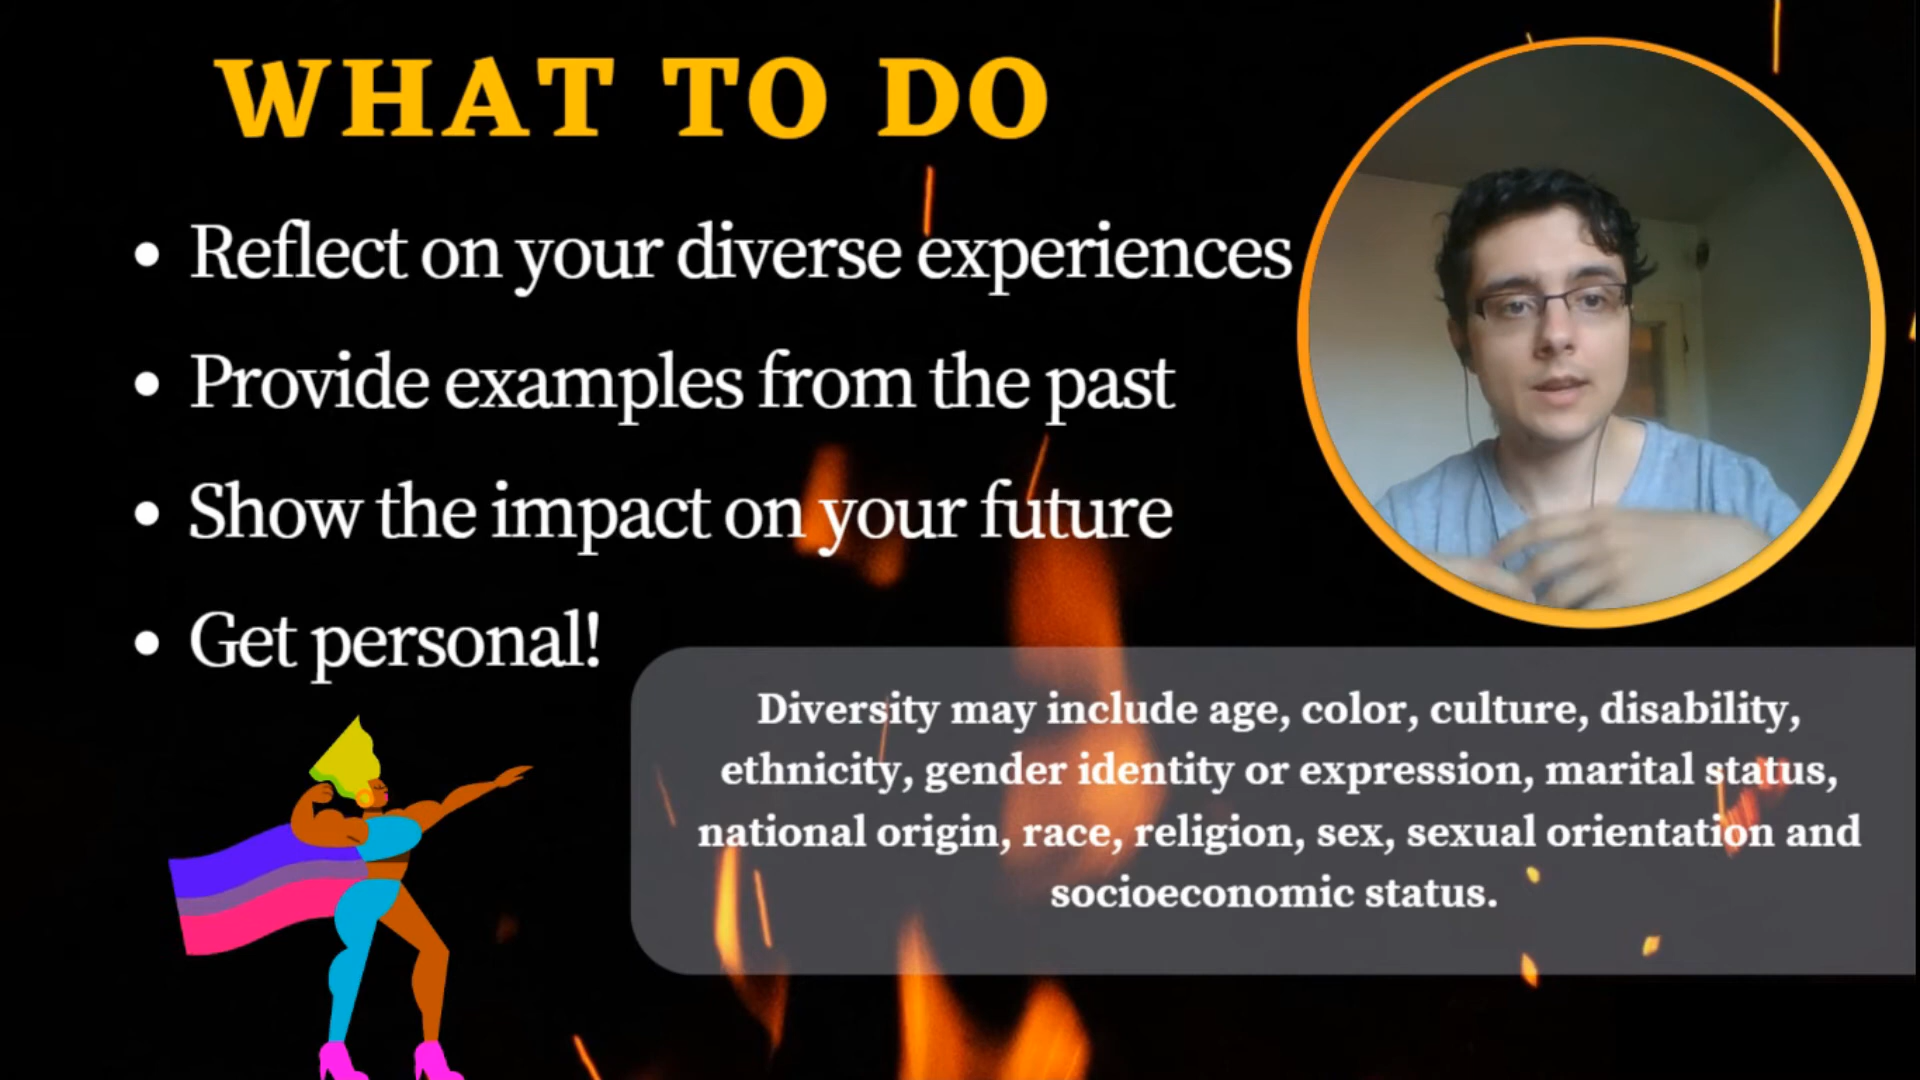 WHAT TO DO
• Reflect on your diverse experiences
• Provide examples from the past
• Show the impact on your future
• Get personal!
Diversity may include age, color, culture, disability,
ethnicity, gender identity or expression, marital status,
national origin, race, religion, sex, sexual orientation and
socioeconomic status.